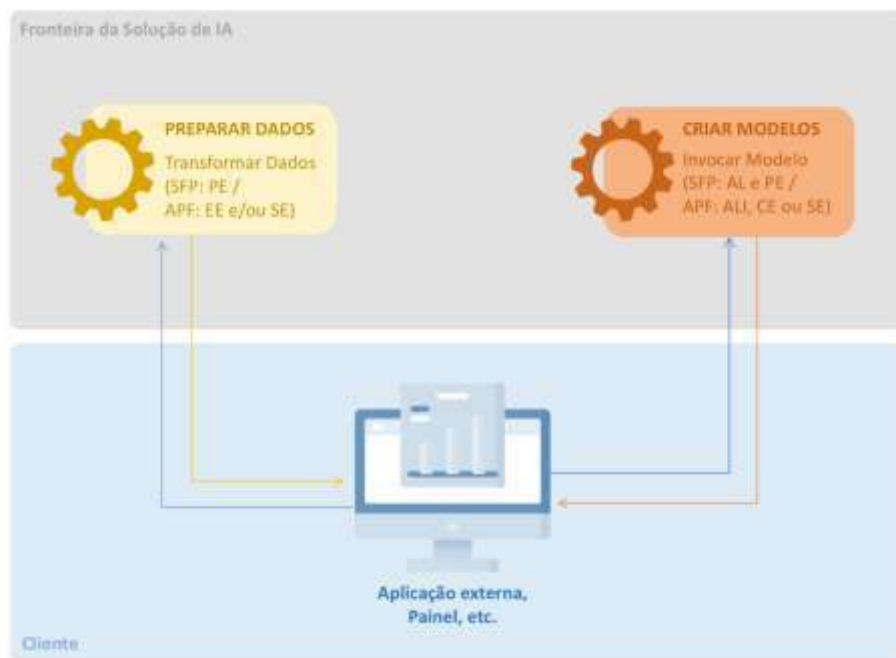 Fronteira da Solução de IA
PREPARAR DADOS
Transformar Dados
(SFP: PE /
APF: EE e/ou SE)
CRIAR MODELOS
Invocar Modelo
(SFP: AL e PE /
APF: ALI, CE ou SE)
Aplicação externa,
Painel, etc.
Cliente